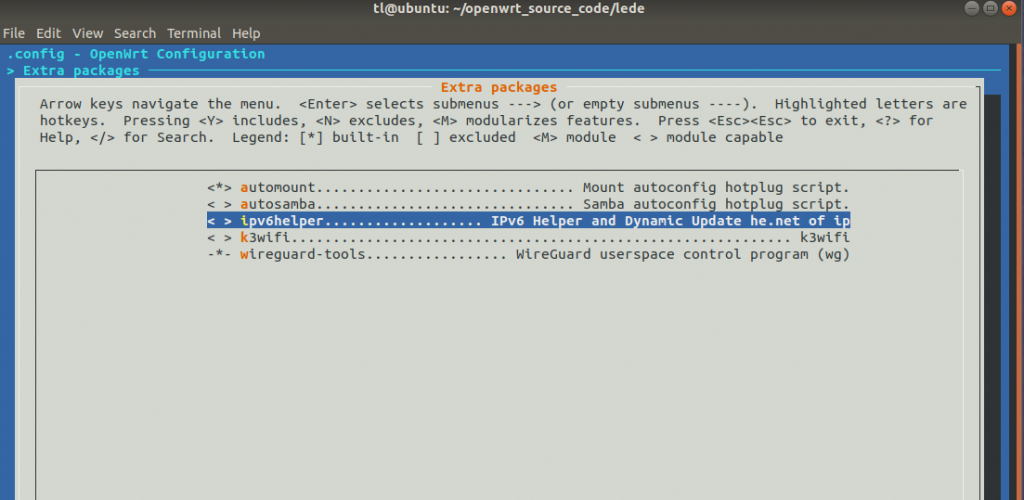 tl@ubuntu: ~/openwrt_source_code/lede
File Edit View Search Terminal Help
.config - OpenWrt Configuration
> Extra packages
Extra packages
Arrow keys navigate the menu.  <Enter> selects submenus ---> (or empty submenus ----).  Highlighted letters are
hotkeys.  Pressing <Y> includes, <N> excludes, <M> modularizes features.  Press <Esc><Esc> to exit, <?> for
Help, </> for Search.  Legend: [*] built-in  [ ] excluded  <M> module  < > module capable
<*> automount............................... Mount autoconfig hotplug script.
< > autosamba............................... Samba autoconfig hotplug script.
< > ipv6helper................... IPv6 Helper and Dynamic Update he.net of ip
< > k3wifi............................................................ k3wifi
-*- wireguard-tools................. WireGuard userspace control program (wg)